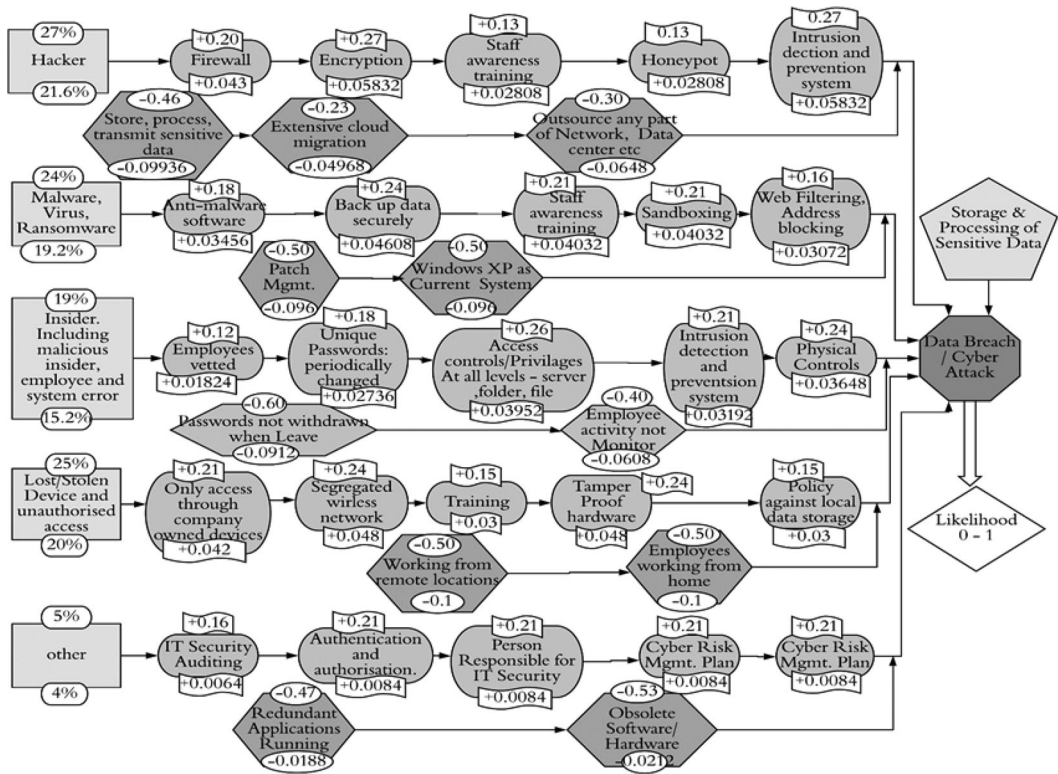 27%
Hacker
21.6%
+0.20
Firewall
+0.043
+0.27
Encryption
+0.05832
+0.13
Staff
awareness
training
+0.02808
0.13
Honeypot
+0.02808
0.27
Intrusion
dection and
prevention
system
+0.05832
-0.46
Store, process,
transmit sensitive
data
-0.09936
-0.23
Extensive cloud
migration
-0.04968
-0.30
Outsource any part
of Network, Data
center etc
-0.0648
24%
Malware,
Virus,
Ransomware
19.2%
+0.18
Anti-malware
software
+0.03456
+0.24
Back up data
securely
+0.04608
+0.21
Staff
awareness
training
+0.04032
+0.21
Sandboxing
+0.04032
+0.16
Web Filtering,
Address
blocking
+0.03072
-0.50
Patch
Mgmt.
-0.096
-0.50
Windows XP as
Current System
-0.096
Storage &
Processing of
Sensitive Data
19%
Insider.
Including
malicious
insider,
employee and
system error
15.2%
+0.12
Employees
vetted
+0.01824
+0.18
Unique
Passwords:
periodically
changed
+0.02736
+0.26
Access
controls/Privilages
At all levels – server
,folder, file
+0.03952
+0.21
Intrusion
detection
and
prevention
system
+0.03192
+0.24
Physical
Controls
+0.03648
-0.60
Passwords not withdrawn
when Leave
-0.0912
-0.40
Employee
activity not
Monitor
-0.0608
Data Breach
/ Cyber
Attack
25%
Lost/Stolen
Device and
unauthorised
access
20%
+0.21
Only access
through
company
owned devices
+0.042
+0.24
Segregated
wirless
network
+0.048
+0.15
Training
+0.03
Tamper
Proof
hardware
+0.24
+0.048
+0.15
Policy
against local
data storage
+0.03
-0.50
Working from
remote locations
-0.1
-0.50
Employees
working from
home
-0.1
Likelihood
0 - 1
5%
other
4%
+0.16
IT Security
Auditing
+0.0064
+0.21
Authentication
and
authorisation.
+0.0084
+0.21
Person
Responsible for
IT Security
+0.0084
+0.21
Cyber Risk
Mgmt. Plan
+0.0084
+0.21
Cyber Risk
Mgmt. Plan
+0.0084
-0.47
Redundant
Applications
Running
-0.0188
-0.53
Obsolete
Software/
Hardware
-0.0212